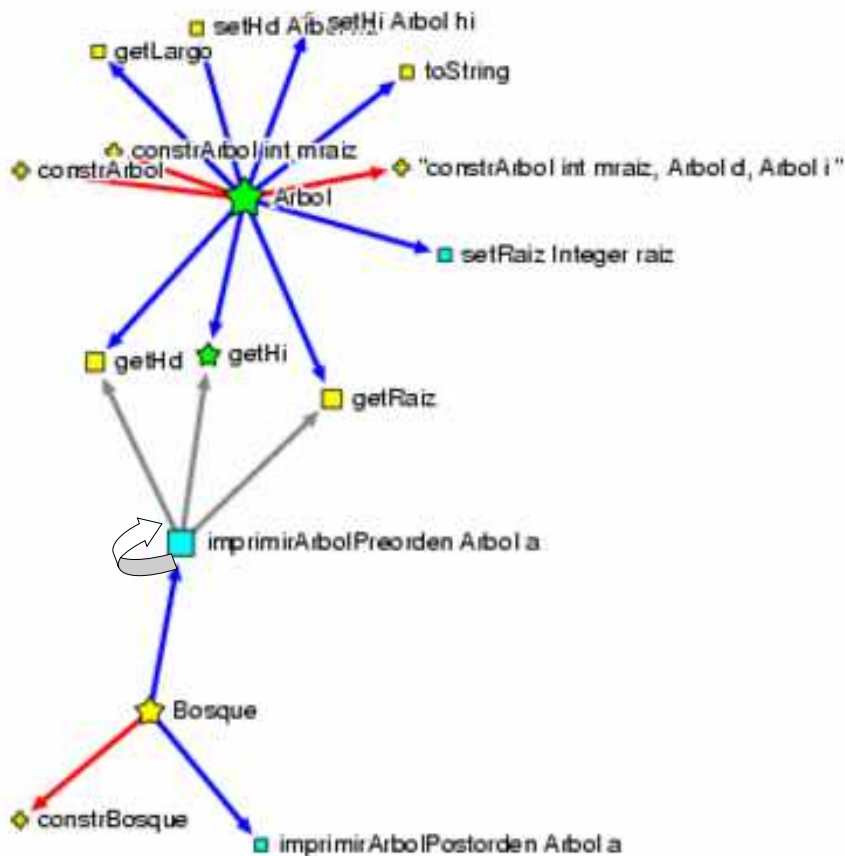 setHd Arbol
setHi Arbol hi
getLargo
toString
constrArbol int mraiz
constrArbol
"constrArbol int mraiz, Arbol d, Arbol i "
Arbol
setRaiz Integer raiz
getHd
getHi
getRaiz
imprimirArbolPreorden Arbol a
Bosque
constrBosque
imprimirArbolPostorden Arbol a